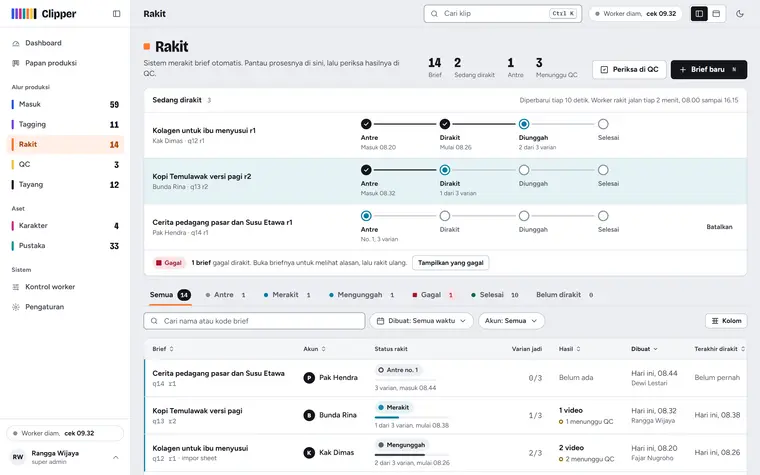 Clipper
Rakit
Cari klip
Ctrl K
Worker diam, cek 09.32
Dashboard
Papan produksi
Alur produksi
Masuk 59
Tagging 11
Rakit 14
QC 3
Tayang 12
Aset
Karakter 4
Pustaka 33
Sistem
Kontrol worker
Pengaturan
Worker diam, cek 09.32
RW
Rangga Wijaya
super admin
Rakit
Sistem merakit brief otomatis. Pantau prosesnya di sini, lalu periksa hasilnya di
QC.
14 2 1 3
Brief Sedang dirakit Antre Menunggu QC
Periksa di QC
Brief baru N
Sedang dirakit 3
Diperbarui tiap 10 detik. Worker rakit jalan tiap 2 menit, 08.00 sampai 16.15
Kolagen untuk ibu menyusui r1
Kak Dimas · q12 r1
Antre Dirakit Diunggah Selesai
Masuk 08.20 Mulai 08.26 2 dari 3 varian
Kopi Temulawak versi pagi r2
Bunda Rina · q13 r2
Antre Dirakit Diunggah Selesai
Masuk 08.32 1 dari 3 varian
Cerita pedagang pasar dan Susu Etawa r1
Pak Hendra · q14 r1
Antre Dirakit Diunggah Selesai
No. 1, 3 varian
Batalkan
Gagal 1 brief gagal dirakit. Buka briefnya untuk melihat alasan, lalu rakit ulang. Tampilkan yang gagal
Semua 14 Antre 1 Merakit 1 Mengunggah 1 Gagal 1 Selesai 10 Belum dirakit 0
Cari nama atau kode brief
Dibuat: Semua waktu
Akun: Semua
Kolom
Brief Akun Status rakit Varian jadi Hasil Dibuat Terakhir dirakit
Cerita pedagang pasar dan Susu Etawa
q14 r1
P Pak Hendra
Antre no. 1
3 varian, masuk 08.44
0/3
Belum ada
Hari ini, 08.44
Dewi Lestari
Belum pernah
Kopi Temulawak versi pagi
q13 r2
B Bunda Rina
Merakit
1 dari 3 varian, mulai 08.38
1/3
1 video
1 menunggu QC
Hari ini, 08.32
Rangga Wijaya
Hari ini, 08.38
Kolagen untuk ibu menyusui
q12 r1 · impor sheet
K Kak Dimas
Mengunggah
2 dari 3 varian, mulai 08.26
2/3
2 video
2 menunggu QC
Hari ini, 08.20
Fajar Nugroho
Hari ini, 08.26